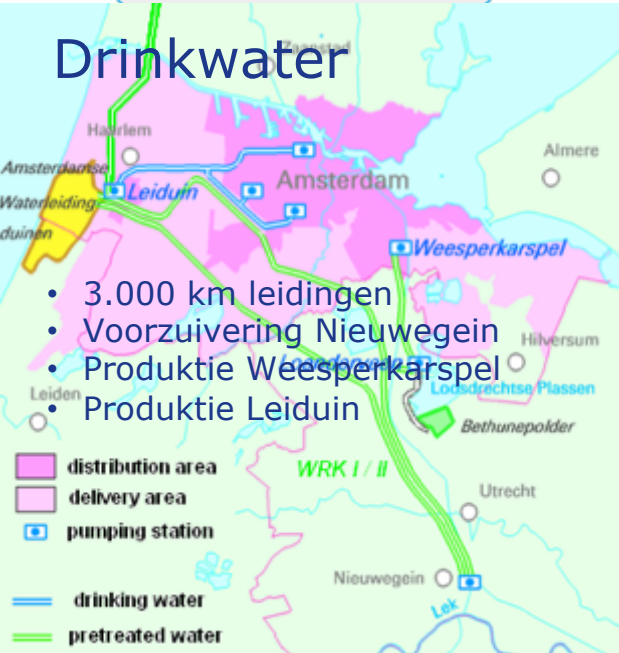 Drinkwater
Zaanstad
Haarlem
Almere
Amsterdamse
Waterleiding
duinen
Leiduin
Amsterdam
Weesperkarspel
• 3.000 km leidingen
• Voorzuivering Nieuwegein
• Produktie Weesperkarspel
• Produktie Leiduin
Hilversum
Loenderveen
Loosdrechtse Plassen
Leiden
Bethunepolder
distribution area
delivery area
pumping station
drinking water
pretreated water
WRK I / II
Utrecht
Nieuwegein
Lek